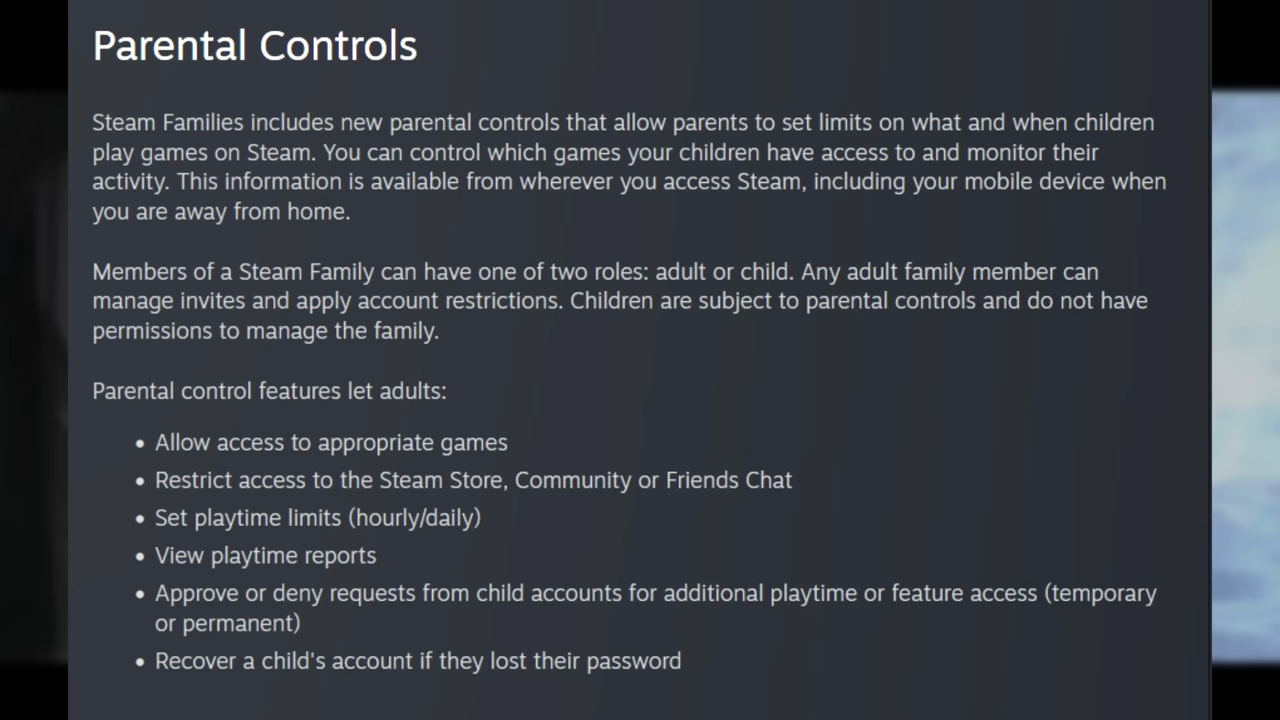 Parental Controls
Steam Families includes new parental controls that allow parents to set limits on what and when children
play games on Steam. You can control which games your children have access to and monitor their
activity. This information is available from wherever you access Steam, including your mobile device when
you are away from home.
Members of a Steam Family can have one of two roles: adult or child. Any adult family member can
manage invites and apply account restrictions. Children are subject to parental controls and do not have
permissions to manage the family.
Parental control features let adults:
• Allow access to appropriate games
• Restrict access to the Steam Store, Community or Friends Chat
• Set playtime limits (hourly/daily)
• View playtime reports
• Approve or deny requests from child accounts for additional playtime or feature access (temporary
or permanent)
• Recover a child's account if they lost their password